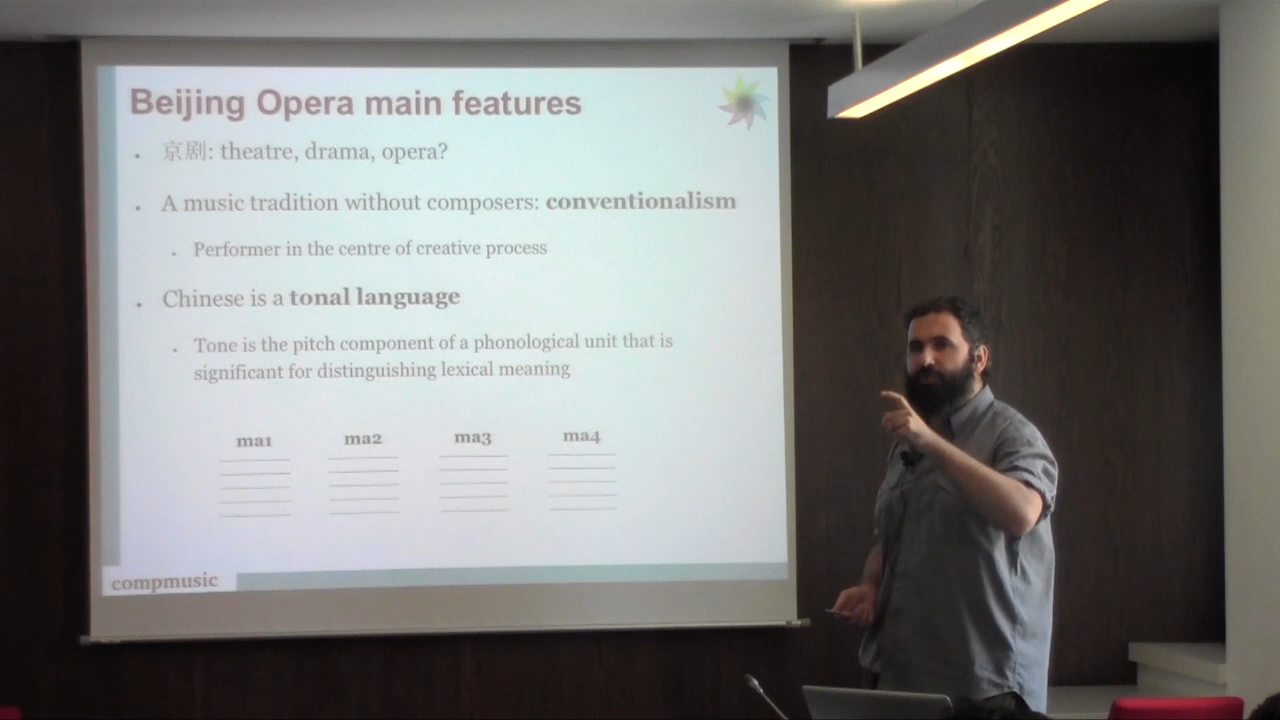 Beijing Opera main features
京剧: theatre, drama, opera?
A music tradition without composers: conventionalism
Performer in the centre of creative process
Chinese is a tonal language
Tone is the pitch component of a phonological unit that is
significant for distinguishing lexical meaning
ma1 ma2 ma3 ma4
compmusic